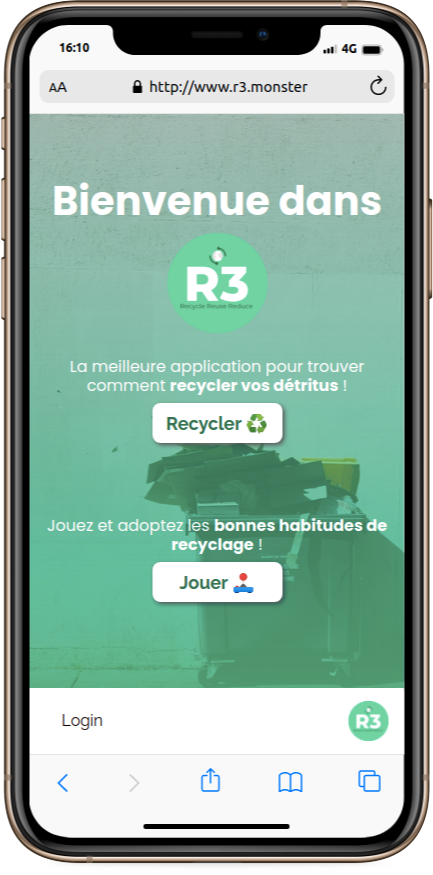 16:10
4G
AA
http://www.r3.monster
Bienvenue dans
R3
Recycle Reuse Reduce
La meilleure application pour trouver
comment recycler vos détritus !
Recycler
Jouez et adoptez les bonnes habitudes de
recyclage !
Jouer
Login
R3